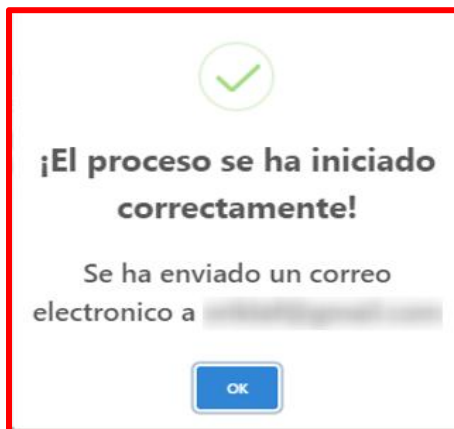 ¡El proceso se ha iniciado
correctamente!
Se ha enviado un correo
electronico a
OK